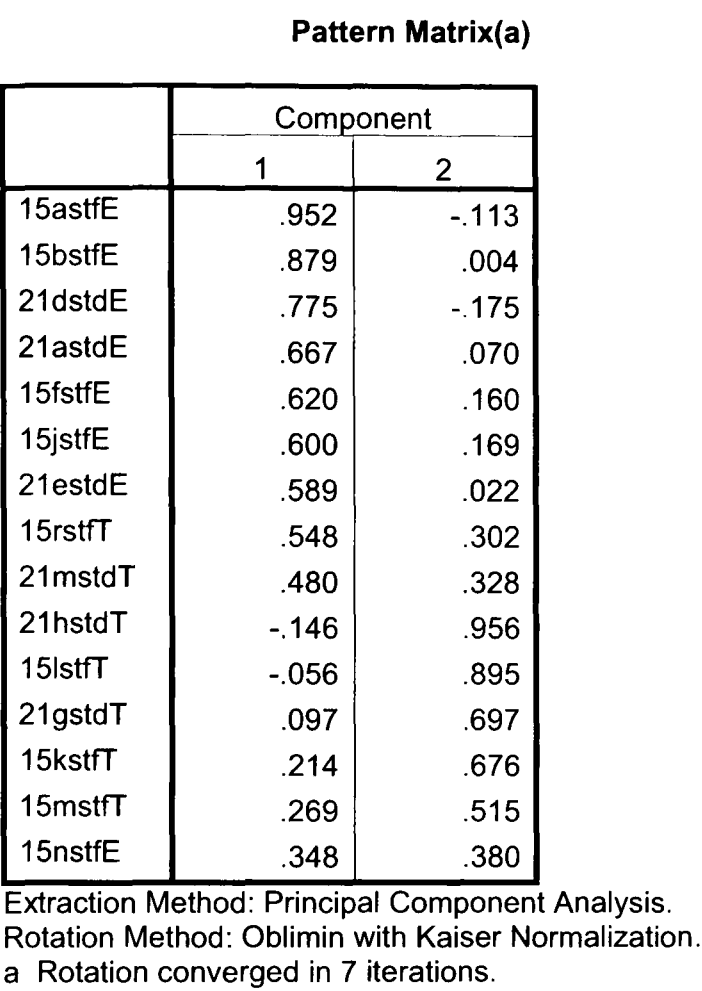 Pattern Matrix(a)
Component
1 2
15astfE .952 -.113
15bstfE .879 .004
21dstdE .775 -.175
21astdE .667 .070
15fstfE .620 .160
15jstfE .600 .169
21estdE .589 .022
15rstfT .548 .302
21mstdT .480 .328
21hstdT -.146 .956
15lstfT -.056 .895
21gstdT .097 .697
15kstfT .214 .676
15mstfT .269 .515
15nstfE .348 .380
Extraction Method: Principal Component Analysis.
Rotation Method: Oblimin with Kaiser Normalization.
a Rotation converged in 7 iterations.